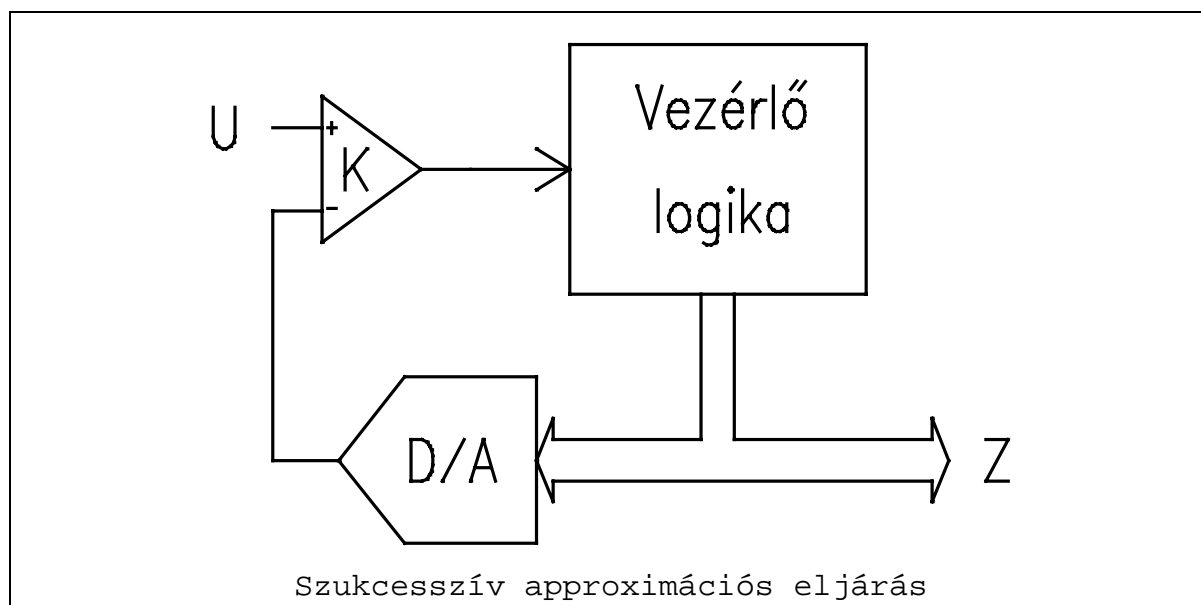 U
+
K
-
Vezérlő
logika
D/A
Z
Szukcesszív approximációs eljárás